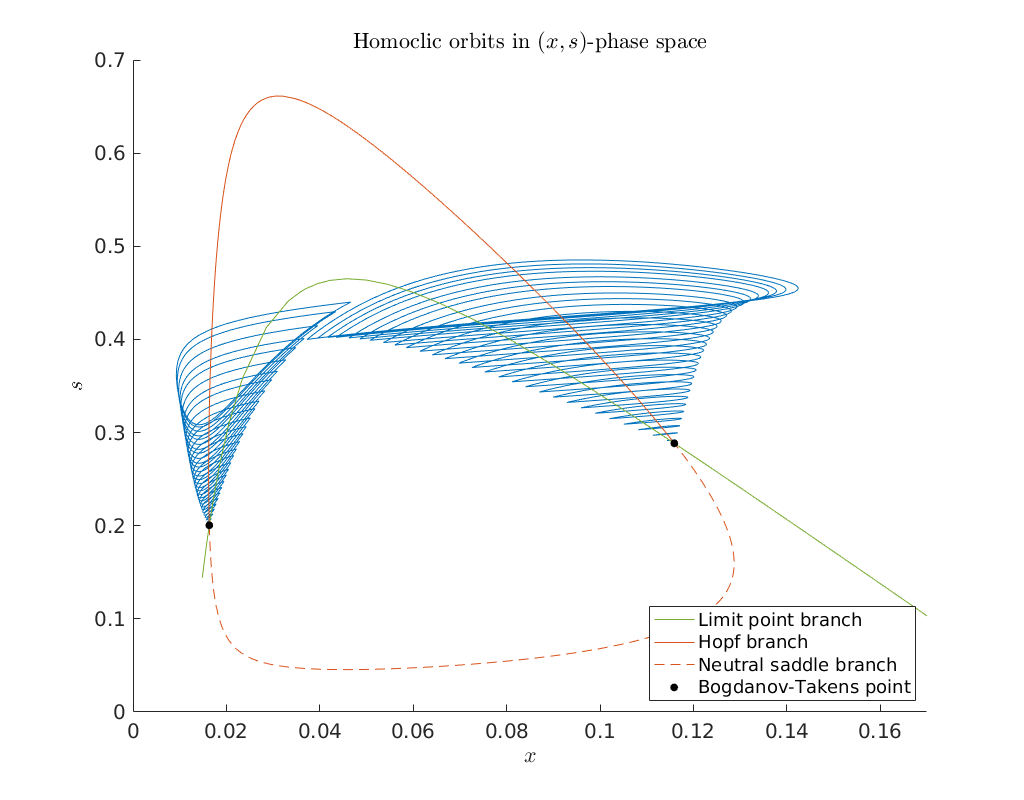 Homoclic orbits in (x, s)-phase space
0.7
0.6
0.5
0.4
0.3
0.2
0.1
0
s
0 0.02 0.04 0.06 0.08 0.1 0.12 0.14 0.16
x
Limit point branch
Hopf branch
Neutral saddle branch
Bogdanov-Takens point